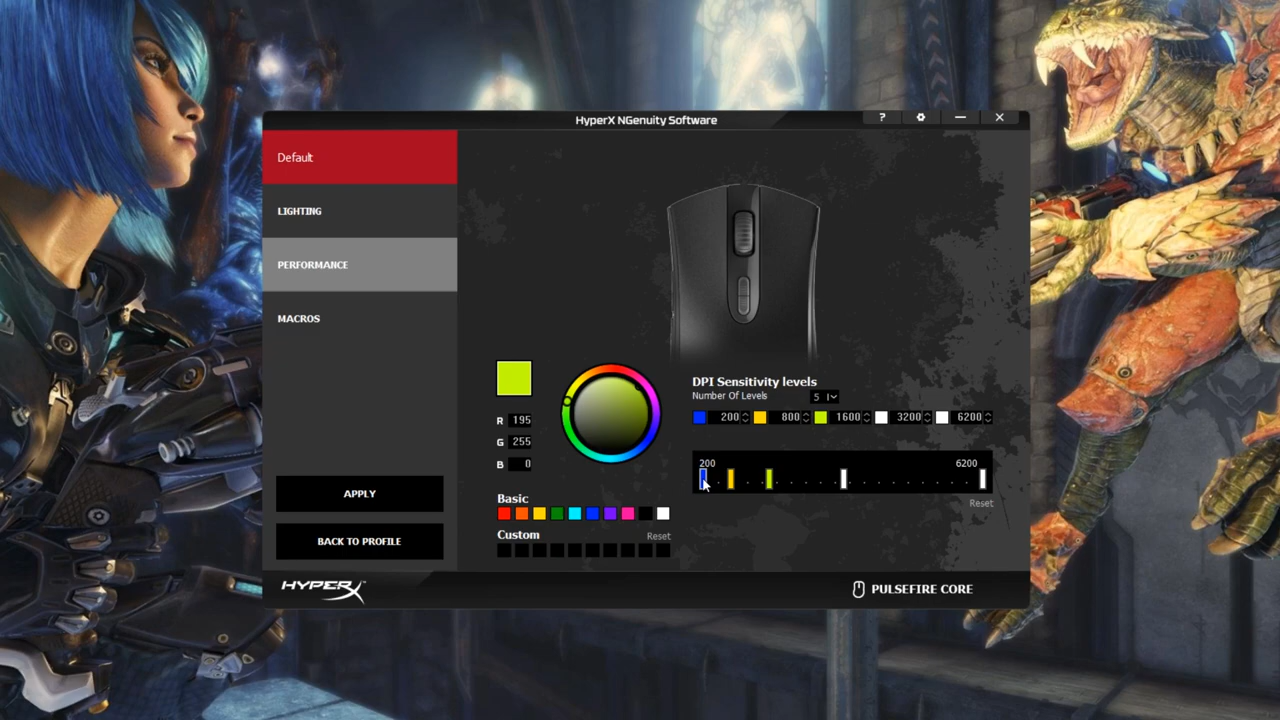 HyperX NGenuity Software
?
Default
LIGHTING
PERFORMANCE
MACROS
APPLY
BACK TO PROFILE
R 195
G 255
B 0
Basic
Custom Reset
DPI Sensitivity levels
Number Of Levels 5
200 800 1600 3200 6200
200 6200
Reset
HYPERX
PULSEFIRE CORE